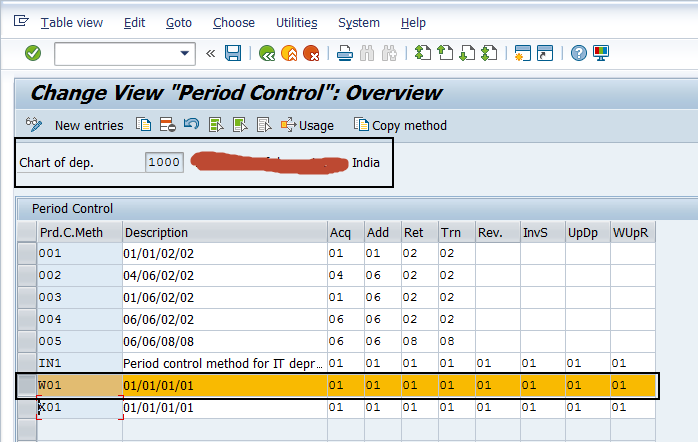 Table view Edit Goto Choose Utilities System Help
Change View "Period Control": Overview
New entries Usage Copy method
Chart of dep. 1000 India
Period Control
Prd.C.Meth Description Acq Add Ret Trn Rev. InvS UpDp WUpR
001 01/01/02/02 01 01 02 02
002 04/06/02/02 04 06 02 02
003 01/06/02/02 01 06 02 02
004 06/06/02/02 06 06 02 02
005 06/06/08/08 06 06 08 08
IN1 Period control method for IT depr... 01 01 01 01 01 01 01 01
W01 01/01/01/01 01 01 01 01 01 01 01 01
X01 01/01/01/01 01 01 01 01 01 01 01 01